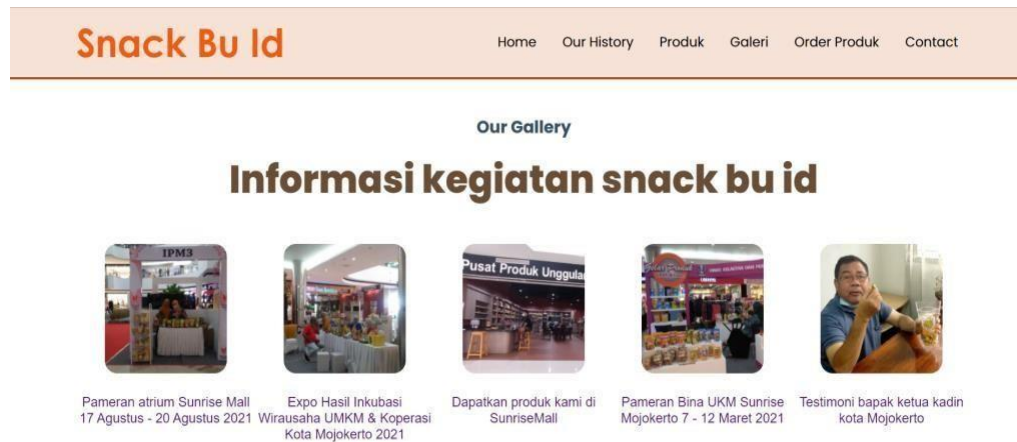 Snack Bu Id
Home Our History Produk Galeri Order Produk Contact
Our Gallery
Informasi kegiatan snack bu id
IPM3
Pusat Produk Unggula
Pameran atrium Sunrise Mall
17 Agustus - 20 Agustus 2021
Expo Hasil Inkubasi
Wirausaha UMKM & Koperasi
Kota Mojokerto 2021
Dapatkan produk kami di
SunriseMall
Pameran Bina UKM Sunrise
Mojokerto 7 - 12 Maret 2021
Testimoni bapak ketua kadin
kota Mojokerto